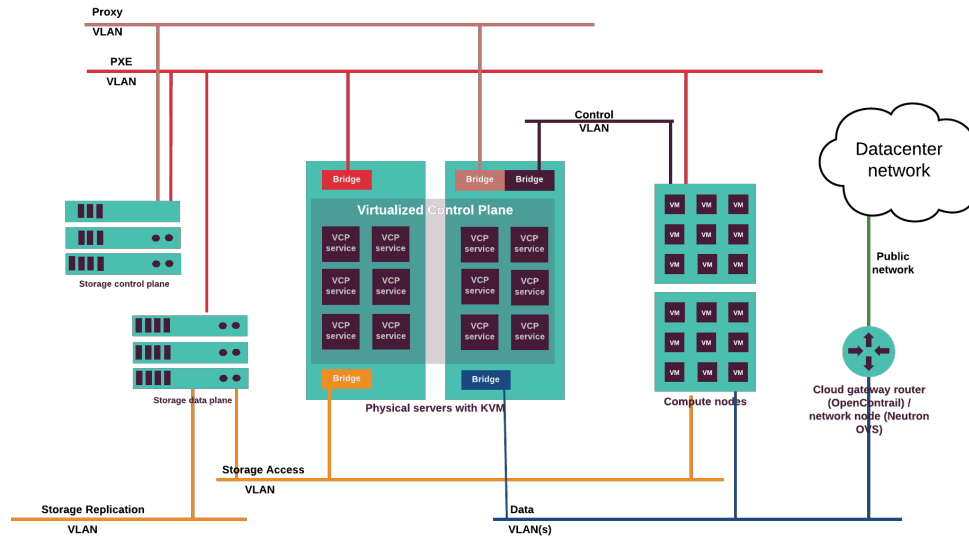 Proxy
VLAN
PXE
VLAN
Control
VLAN
Datacenter
network
Bridge
Bridge
Bridge
Virtualized Control Plane
VCP
service
VCP
service
VCP
service
VCP
service
VCP
service
VCP
service
VCP
service
VCP
service
VCP
service
VCP
service
VCP
service
VCP
service
Bridge
Bridge
Physical servers with KVM
VM VM VM
VM VM VM
VM VM VM
VM VM VM
VM VM VM
VM VM VM
Compute nodes
Public
network
Cloud gateway router
(OpenContrail) /
network node (Neutron
OVS)
Storage control plane
Storage data plane
Storage Access
VLAN
Storage Replication
VLAN
Data
VLAN(s)